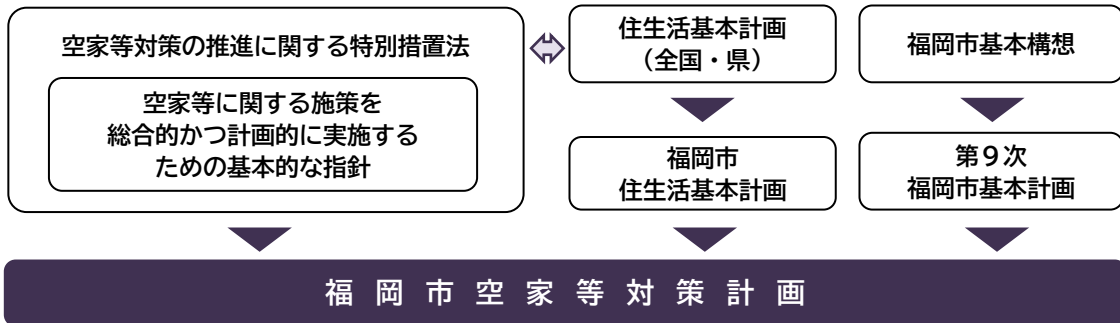 空家等対策の推進に関する特別措置法
空家等に関する施策を
総合的かつ計画的に実施する
ための基本的な指針
住生活基本計画
（全国・県）
福岡市
住生活基本計画
福岡市基本構想
第９次
福岡市基本計画
福岡市空家等対策計画